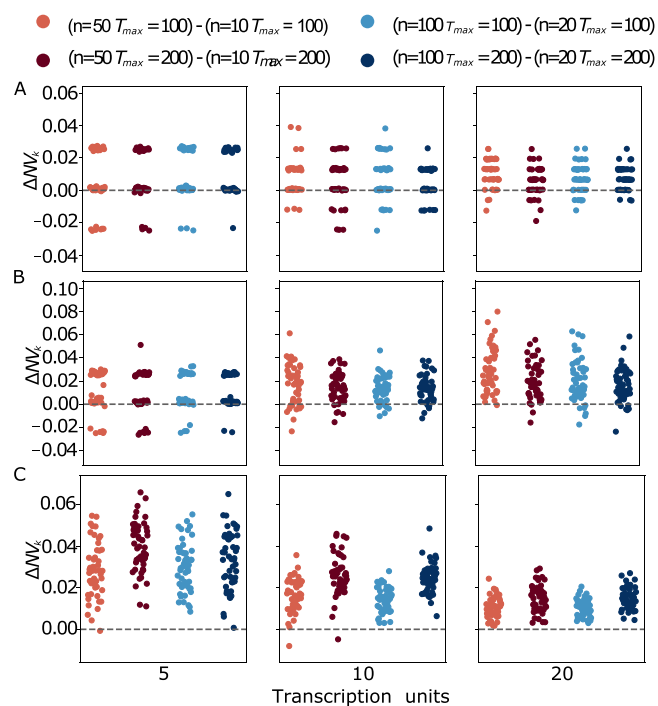 (n=50 Tmax = 100) - (n=10 Tmax = 100)
(n=100 Tmax = 100) - (n=20 Tmax = 100)
(n=50 Tmax = 200) - (n=10 Tmax = 200)
(n=100 Tmax = 200) - (n=20 Tmax = 200)
A
0.06
0.04
0.02
0.00
−0.02
−0.04
ΔNVk
B
0.10
0.08
0.06
0.04
0.02
0.00
−0.02
−0.04
ΔNVk
C
0.06
0.04
0.02
0.00
ΔNVk
5 10 20
Transcription units